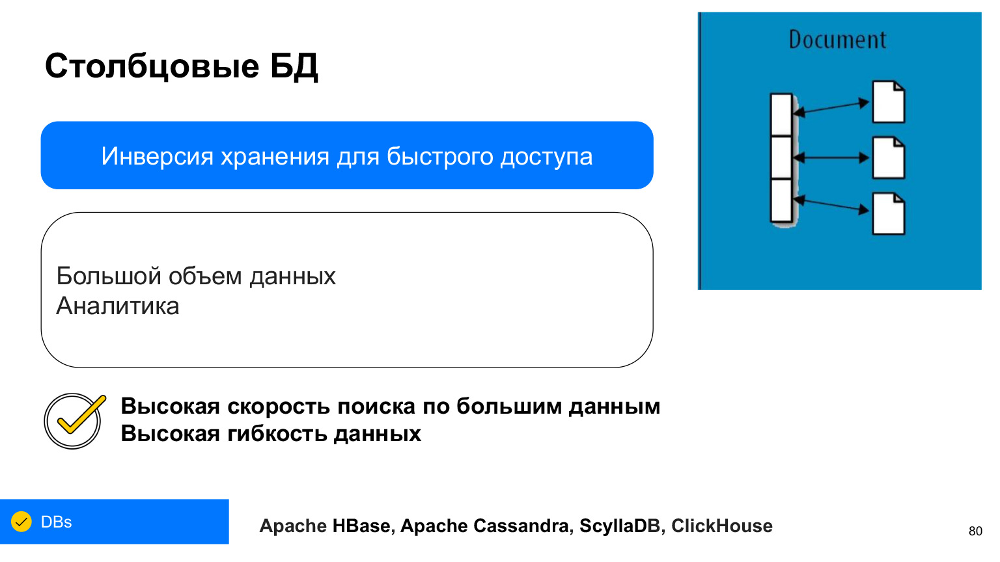 Столбцовые БД
Document
Инверсия хранения для быстрого доступа
Большой объем данных
Аналитика
Высокая скорость поиска по большим данным
Высокая гибкость данных
DBs
Apache HBase, Apache Cassandra, ScyllaDB, ClickHouse
80